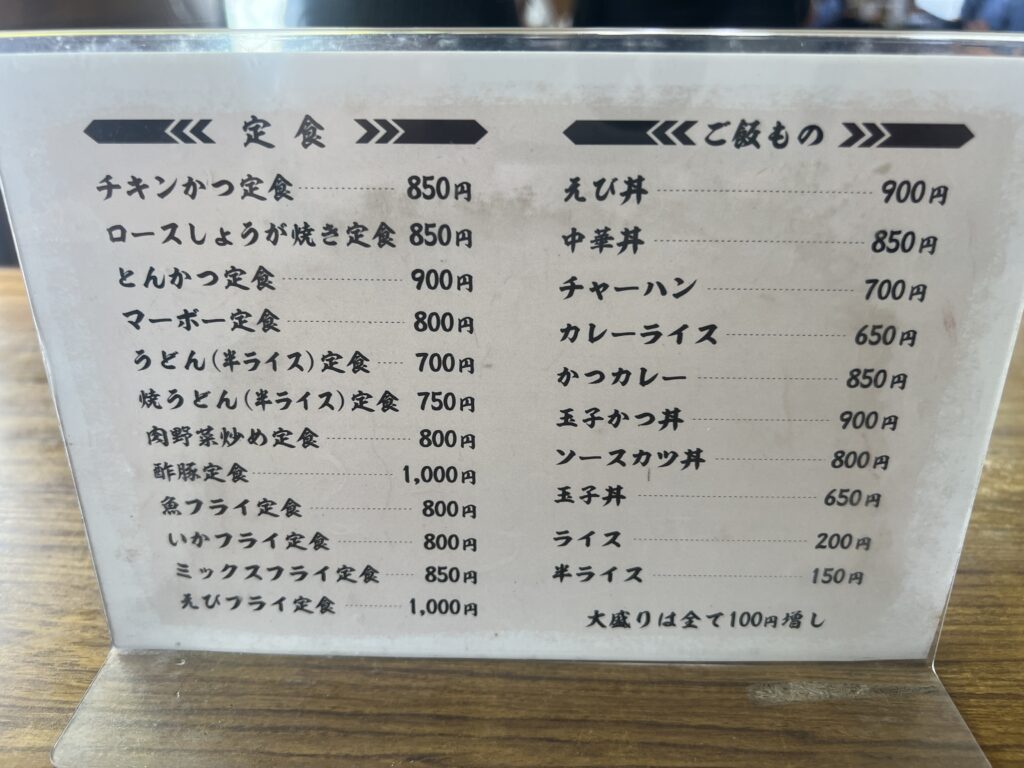 定食
チキンかつ定食 850円
ロースしょうが焼き定食 850円
とんかつ定食 900円
マーボー定食 800円
うどん(半ライス)定食 700円
焼うどん(半ライス)定食 750円
肉野菜炒め定食 800円
酢豚定食 1,000円
魚フライ定食 800円
いかフライ定食 800円
ミックスフライ定食 850円
えびフライ定食 1,000円
ご飯もの
えび丼 900円
中華丼 850円
チャーハン 700円
カレーライス 650円
かつカレー 850円
玉子かつ丼 900円
ソースカツ丼 800円
玉子丼 650円
ライス 200円
半ライス 150円
大盛りは全て100円増し